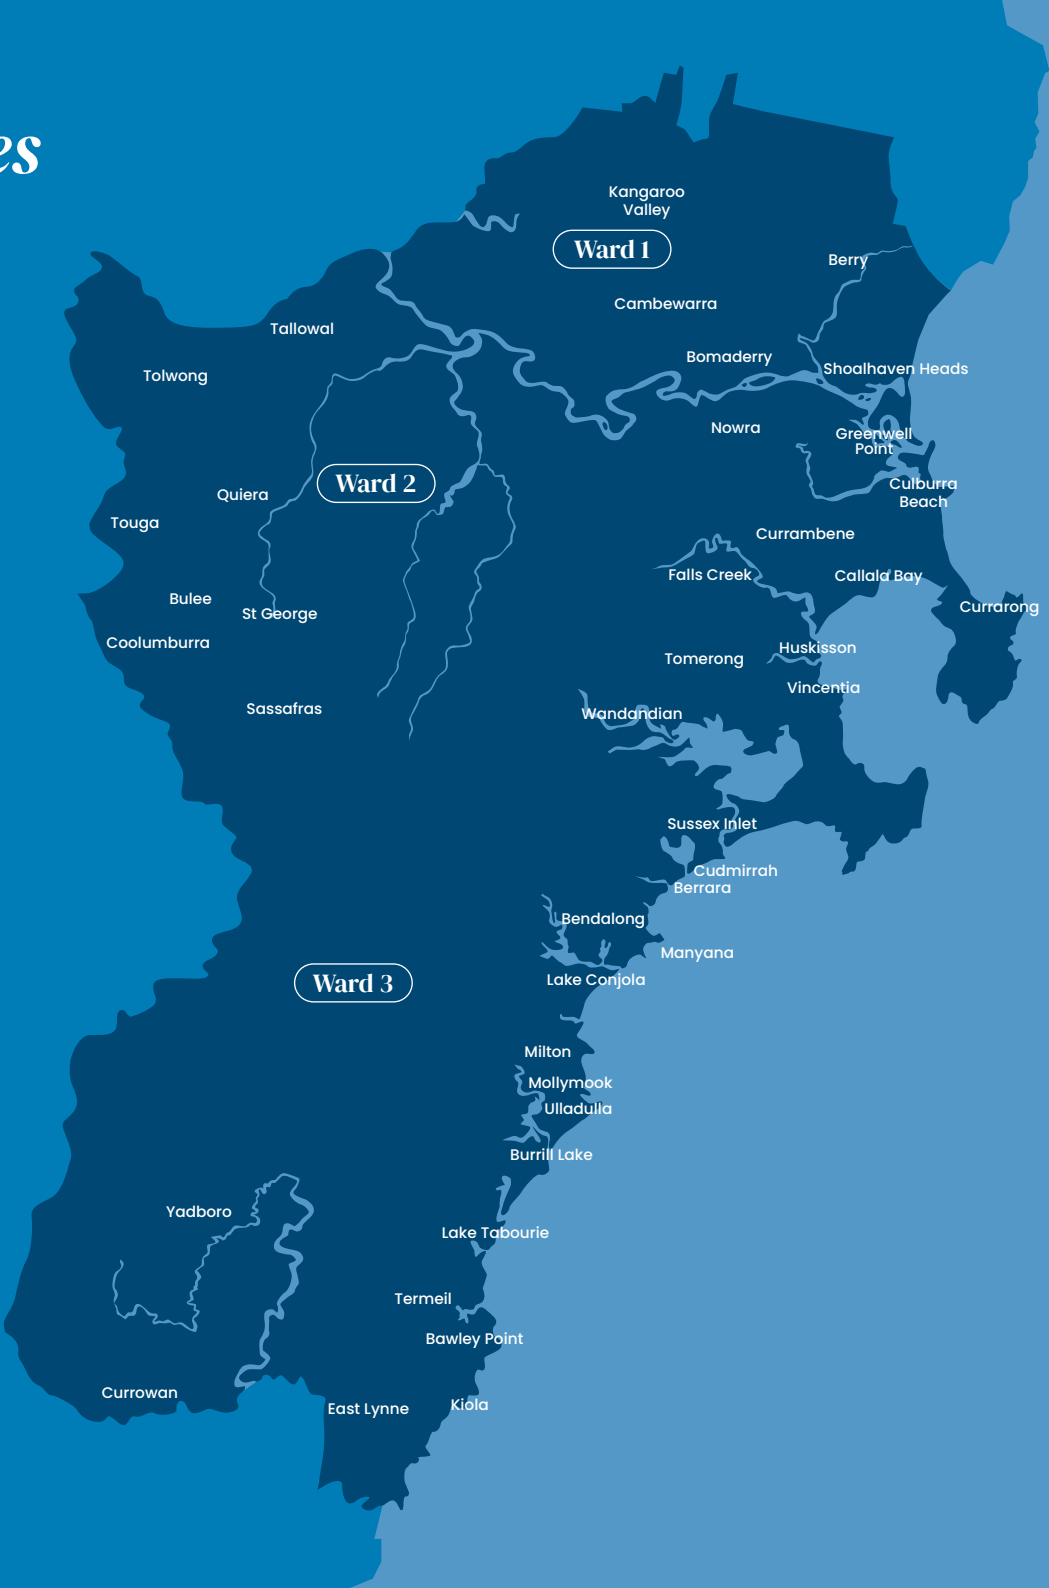 es
Kangaroo
Valley
Ward 1
Berry
Cambewarra
Tallowal
Bomaderry
Shoalhaven Heads
Tolwong
Nowra
Greenwell
Point
Ward 2
Culburra
Beach
Quiera
Touga
Currambene
Falls Creek
Callala Bay
Bulee
St George
Currarong
Coolumburra
Huskisson
Tomerong
Vincentia
Sassafras
Wandandian
Sussex Inlet
Cudmirrah
Berrara
Bendalong
Manyana
Lake Conjola
Ward 3
Milton
Mollymook
Ulladulla
Burrill Lake
Yadboro
Lake Tabourie
Termeil
Bawley Point
Currowan
East Lynne
Kiola